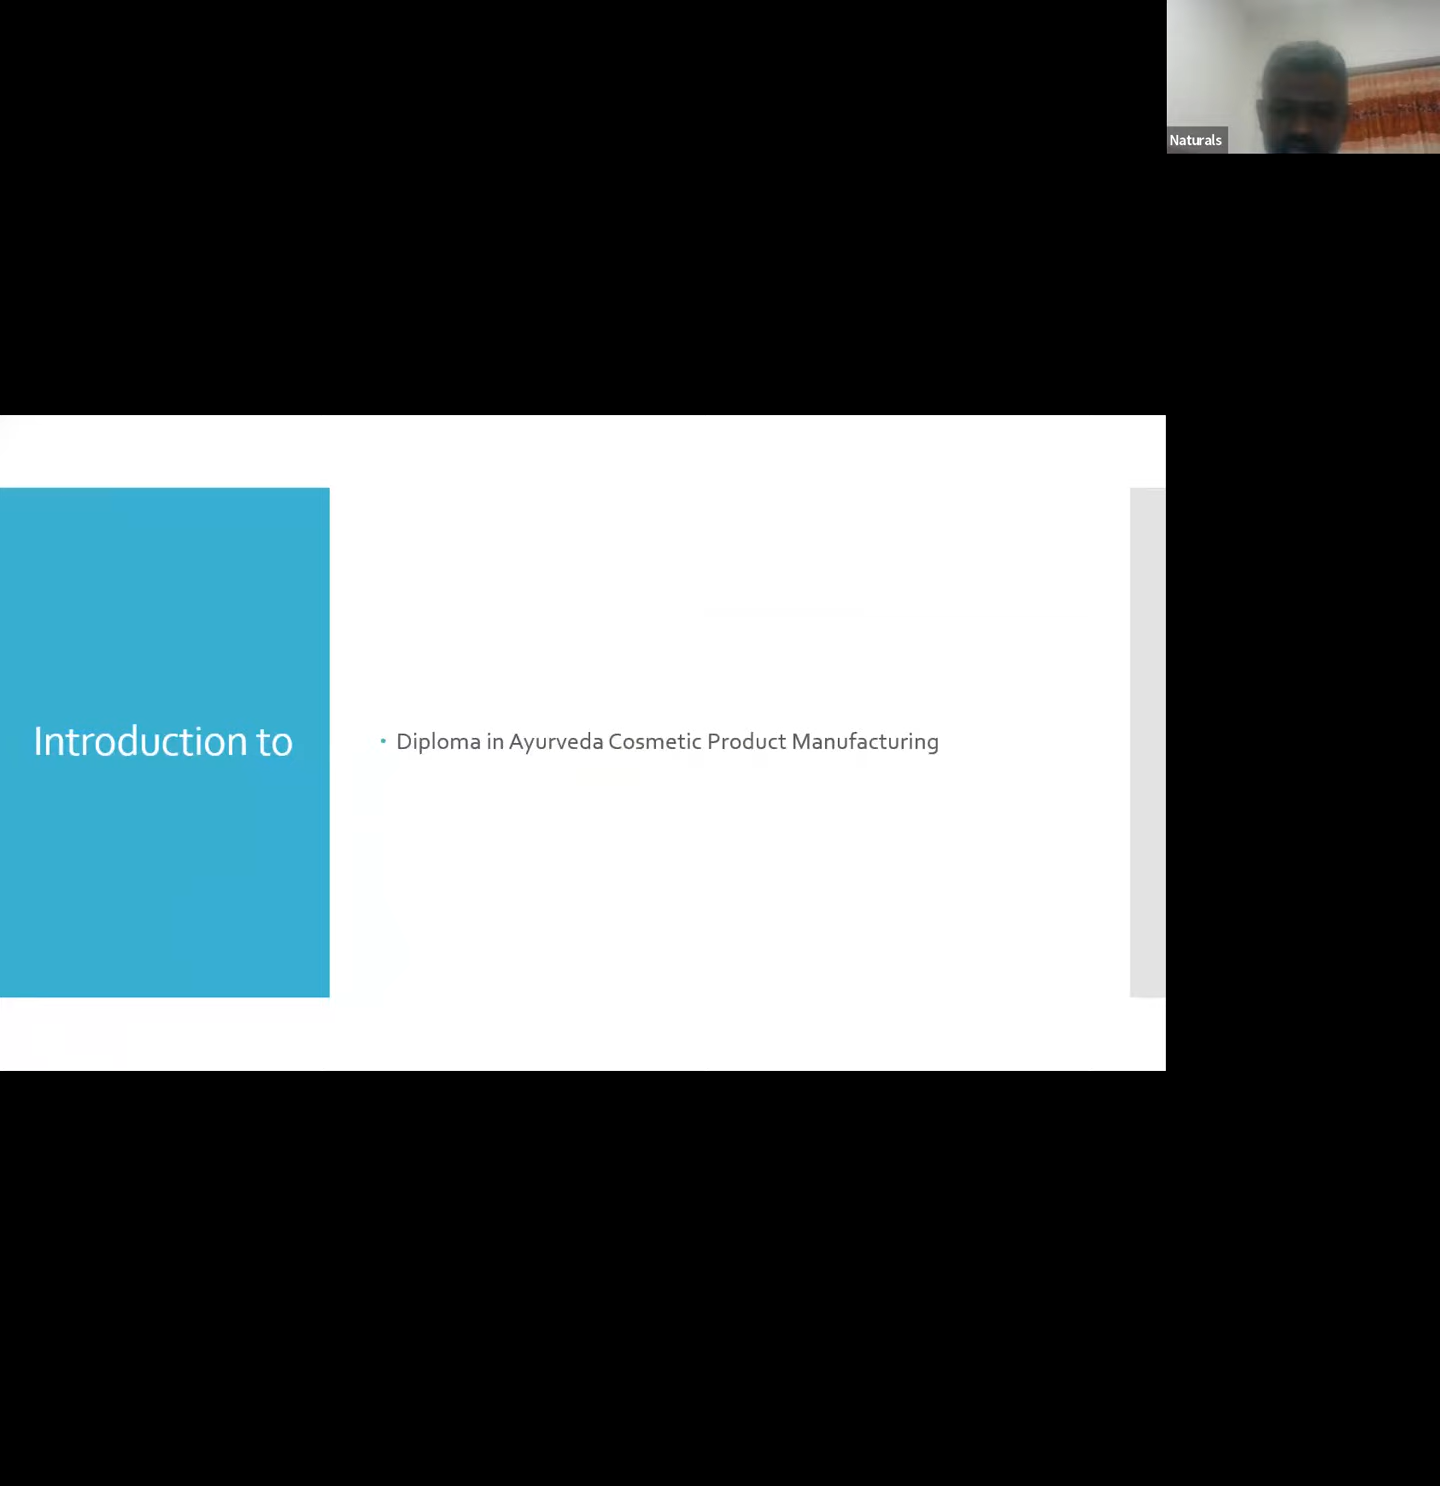 Naturals
Introduction to
• Diploma in Ayurveda Cosmetic Product Manufacturing